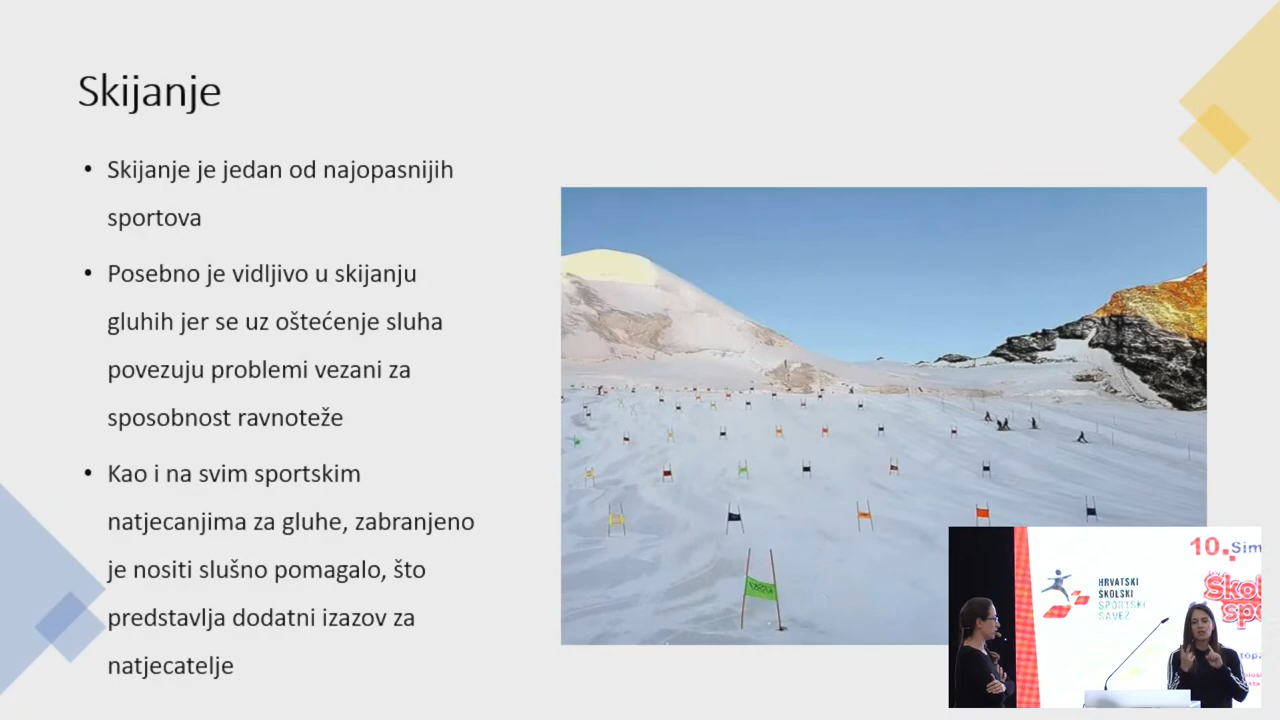 Skijanje
• Skijanje je jedan od najopasnijih
sportova
• Posebno je vidljivo u skijanju
gluhih jer se uz oštećenje sluha
povezuju problemi vezani za
sposobnost ravnoteže
• Kao i na svim sportskim
natjecanjima za gluhe, zabranjeno
je nositi slušno pomagalo, što
predstavlja dodatni izazov za
natjecatelje
10. Sim
HRVATSKI
ŠKOLSKI
SPORTSKI
SAVEZ